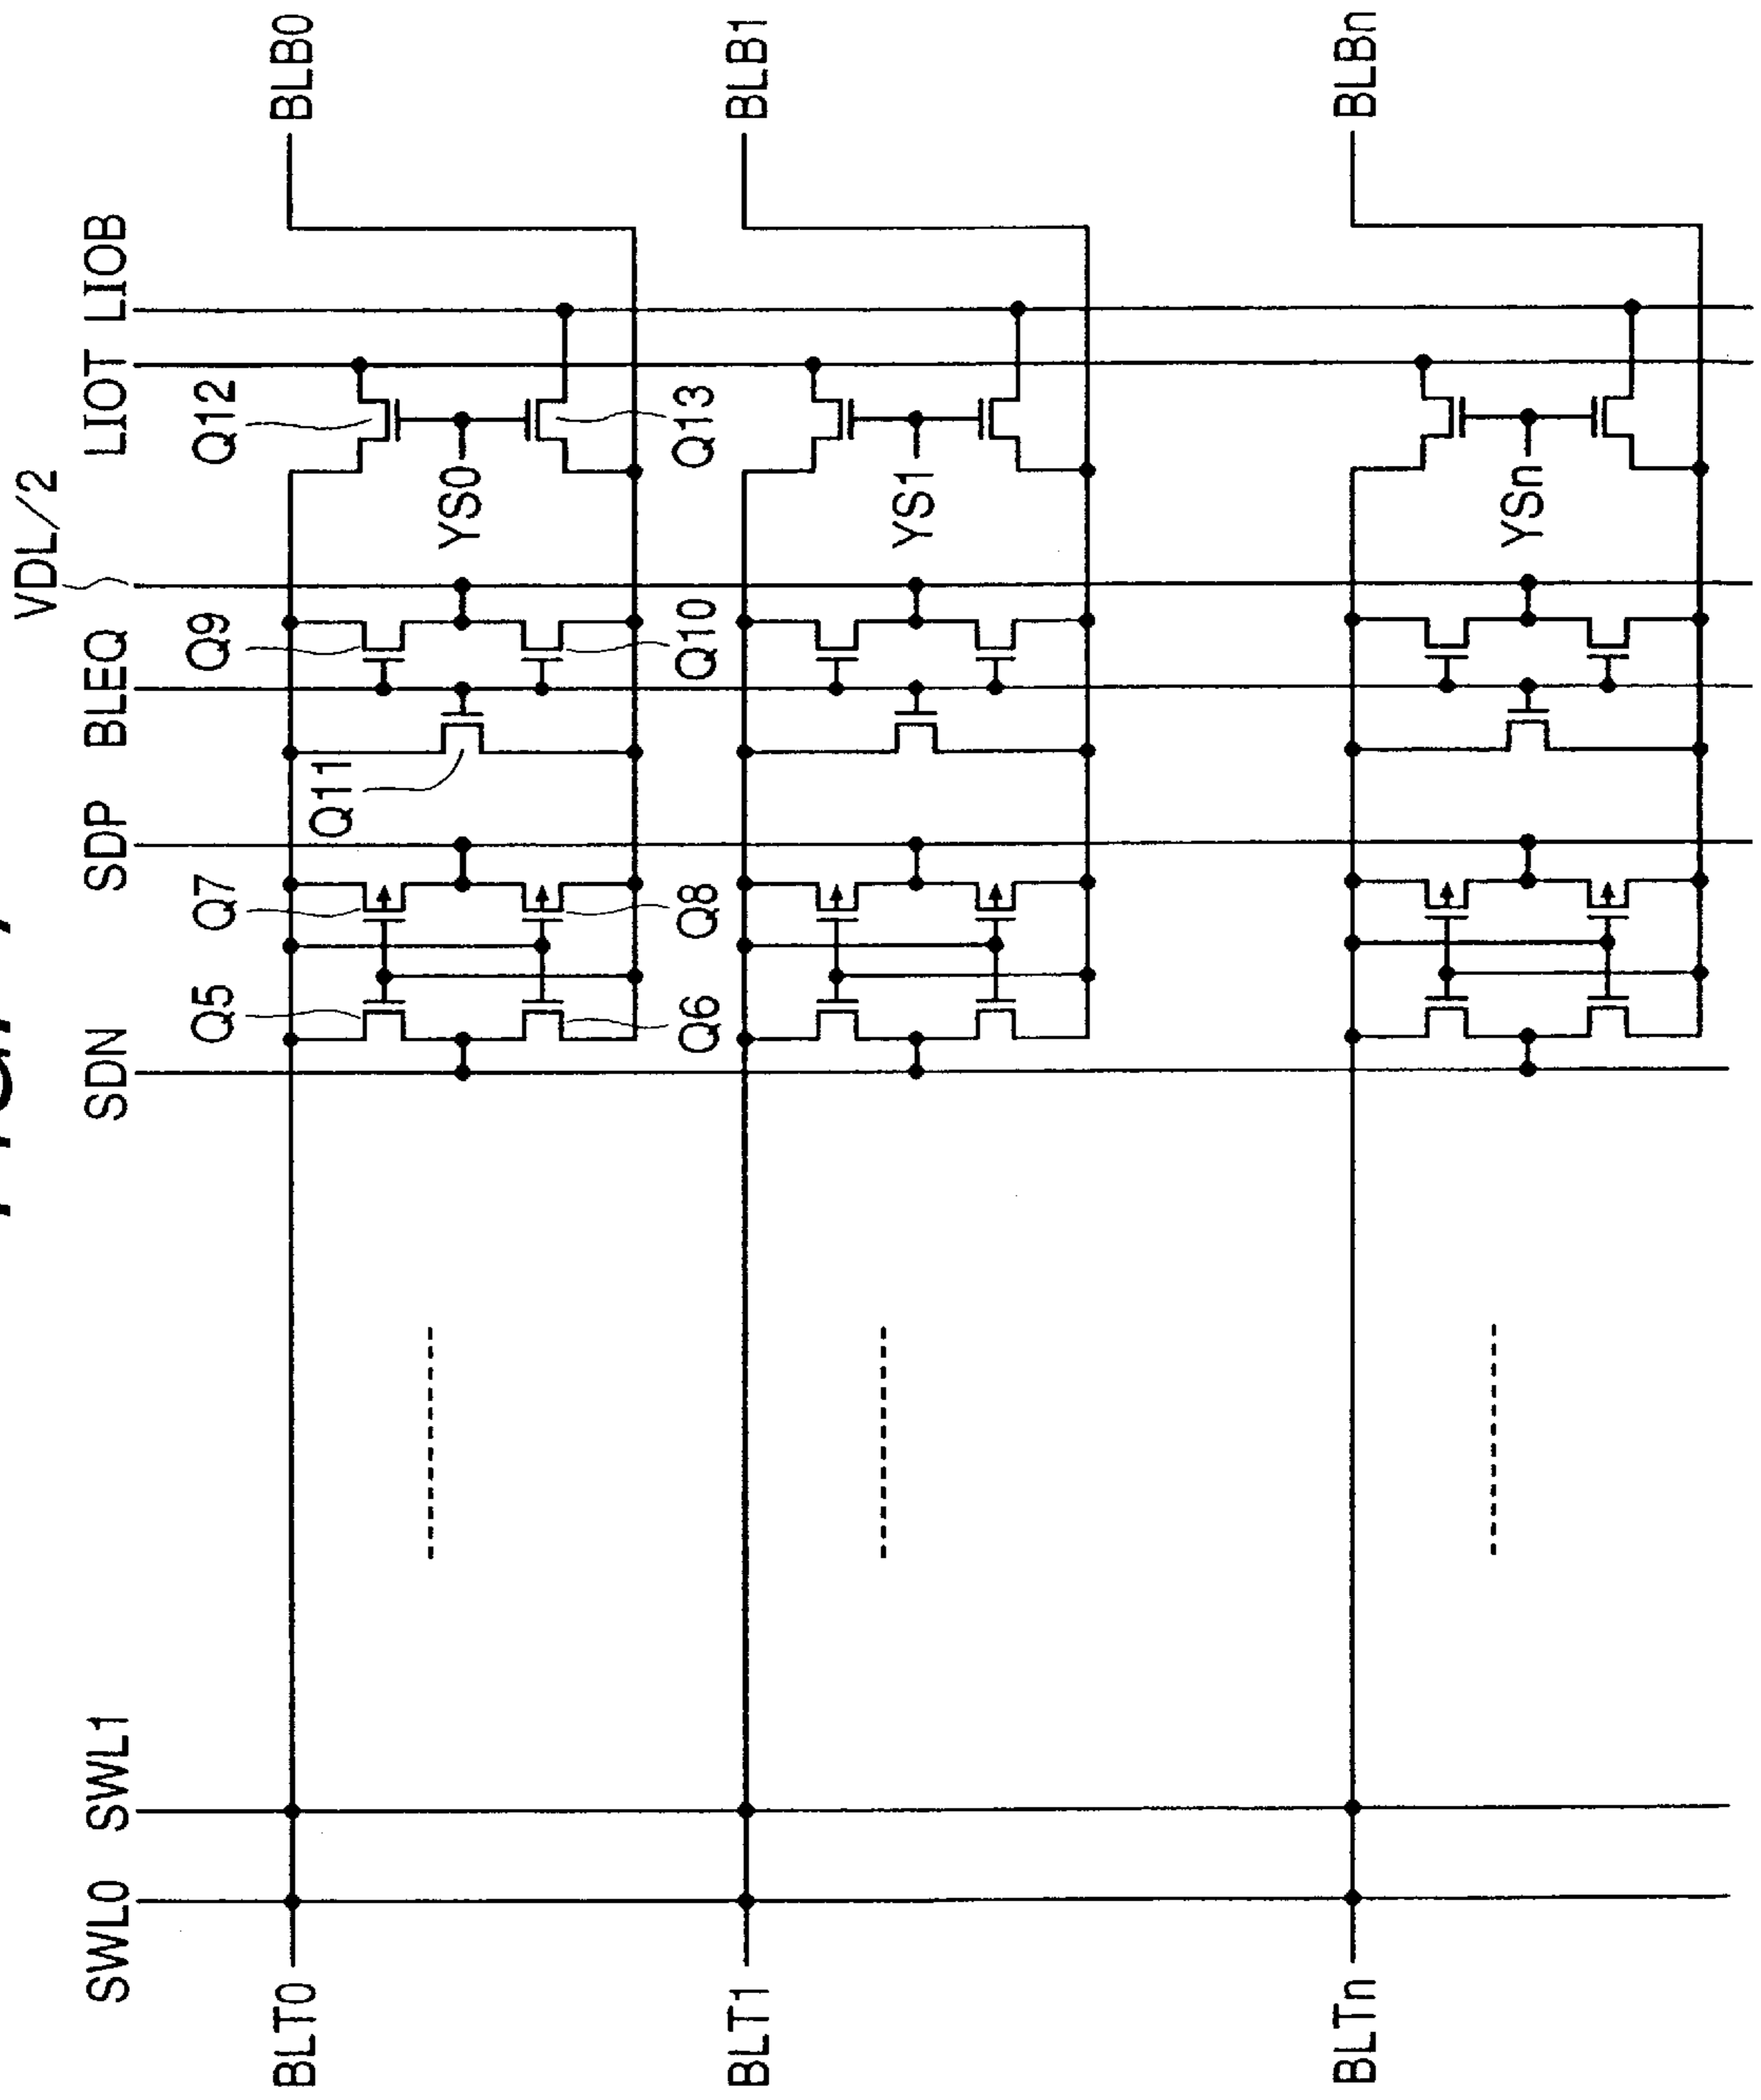 VDL/2
SWL0 SWL1 SDN SDP BLEQ LIOT LIOB
Q5 Q7 Q9 Q12
BLT0 BLB0
Q11
YS0
Q6 Q8 Q10 Q13
BLT1 BLB1
YS1
BLTn BLBn
YSn